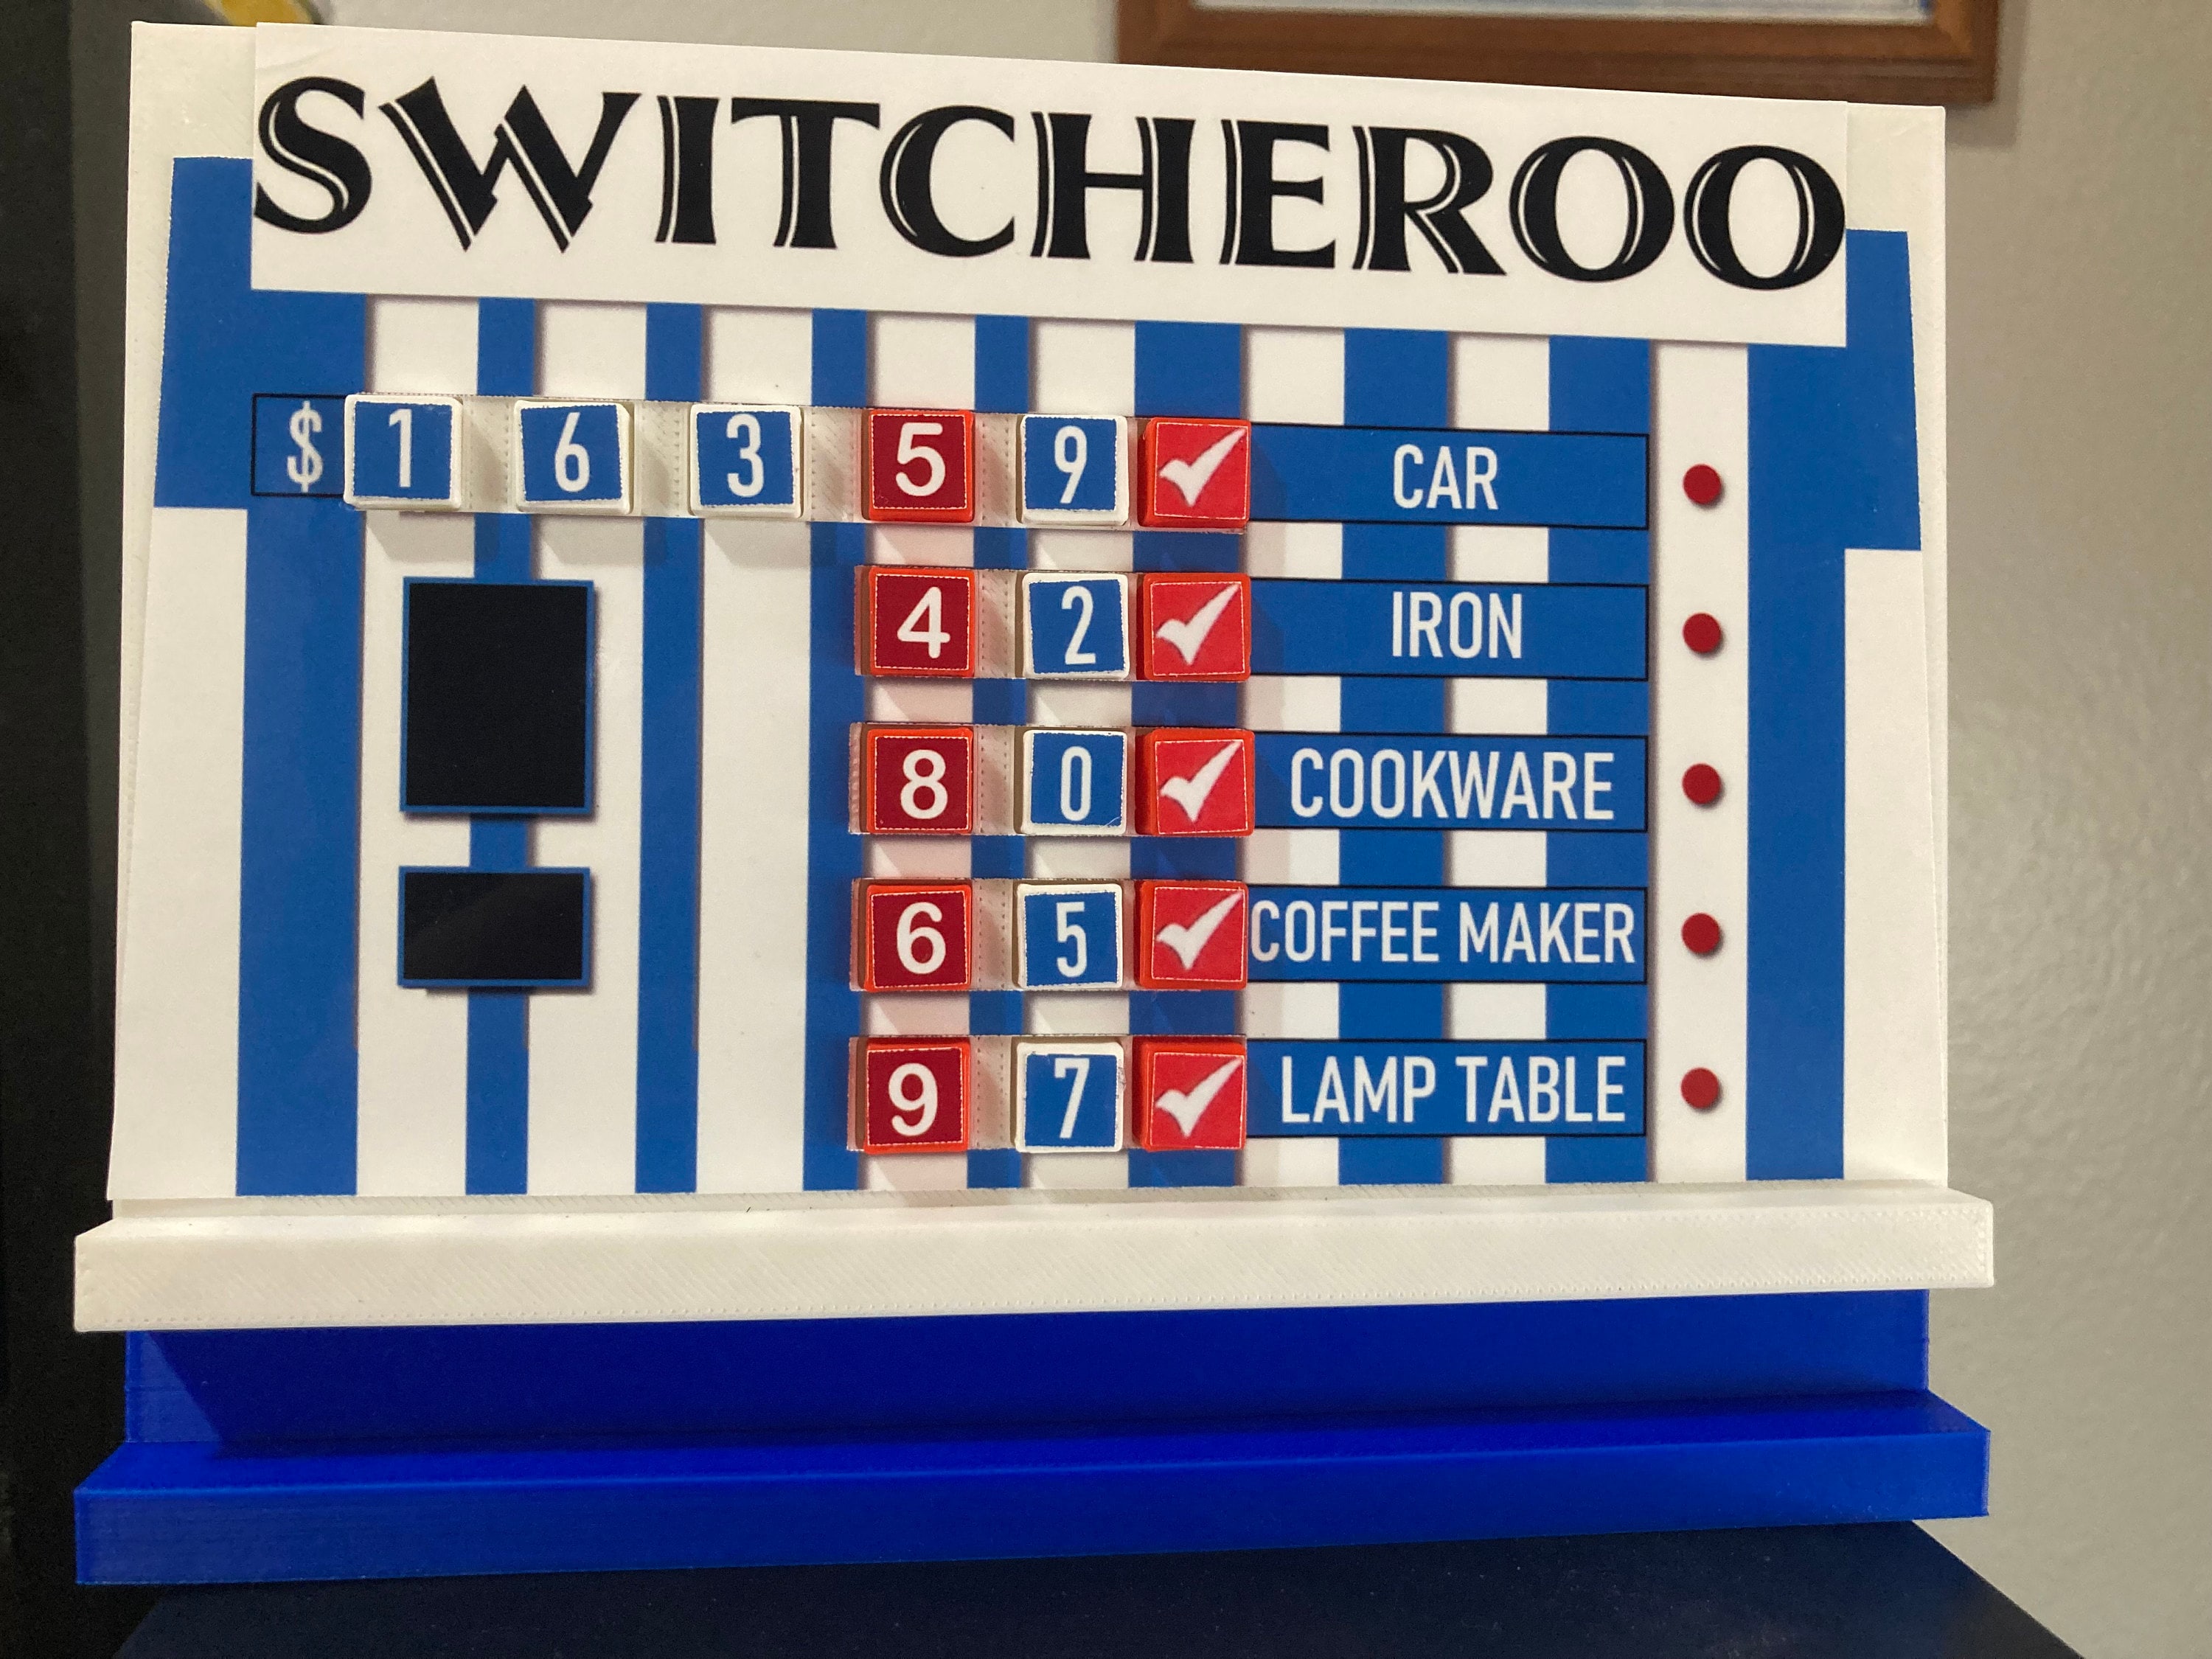 SWITCHEROO
$ 1 6 3 5 9 ✓ CAR
4 2 ✓ IRON
8 0 ✓ COOKWARE
6 5 ✓ COFFEE MAKER
9 7 ✓ LAMP TABLE